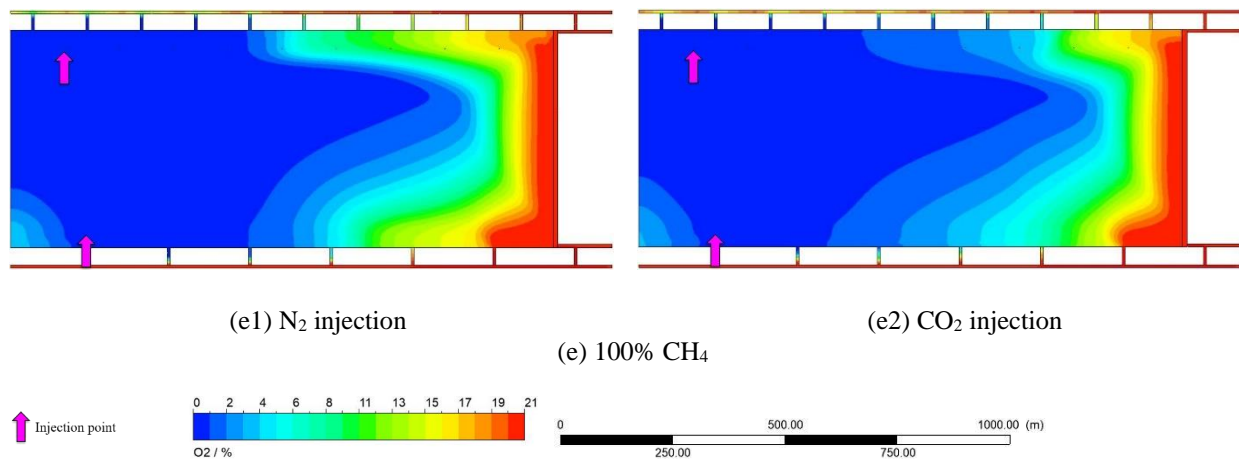 (e1) N₂ injection (e2) CO₂ injection
(e) 100% CH₄
0 2 4 6 8 11 13 15 17 19 21
O2 / %
Injection point
0 500.00 1000.00 (m)
250.00 750.00